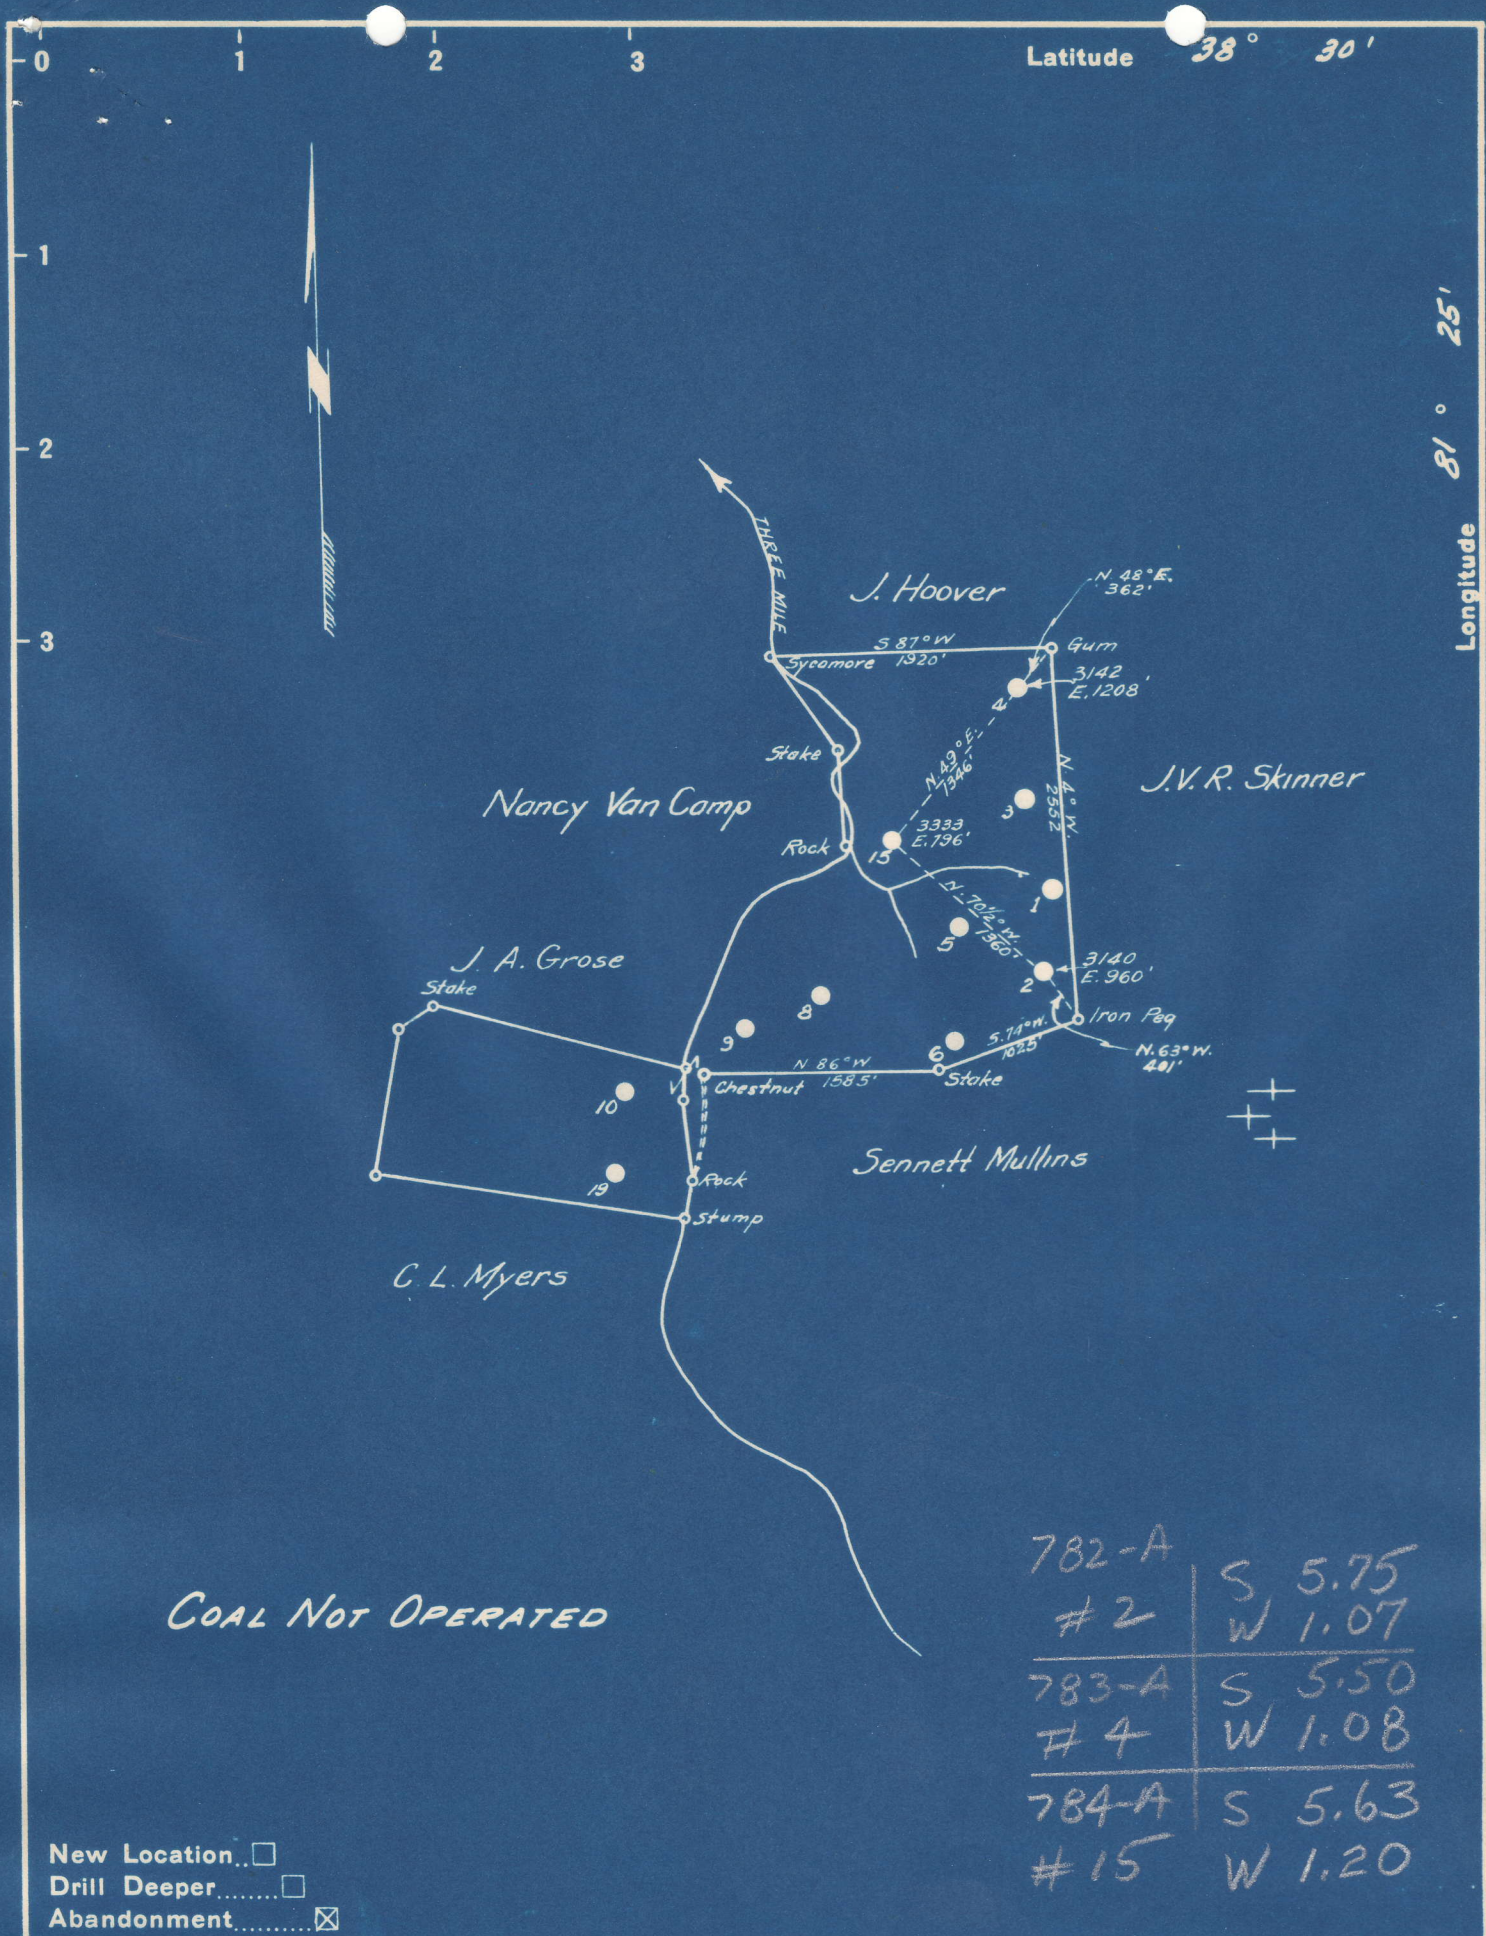 0 1 2 3 Latitude 38° 30'
1
2
3
Longitude 81° 25'
THREE MILE
J. Hoover
N. 48° E.
362'
S 87° W
1920'
Gum
Sycamore
3142
E. 1208'
4
Stake
N. 49° E.
1346'
N. 4° W.
2552
J.V.R. Skinner
Nancy Van Camp
3
3333
E. 796'
Rock
15
1
N. 70 1/2° W.
1360'
5
3140
E. 960'
2
J. A. Grose
Stake
8
Iron Peg
9
6
S. 74° W.
1025'
N. 63° W.
401'
N 86° W
1585'
Chestnut
Stake
10
Sennett Mullins
19
Rock
Stump
C. L. Myers
COAL NOT OPERATED
782-A S 5.75
#2 W 1.07
783-A S 5.50
#4 W 1.08
784-A S 5.63
#15 W 1.20
New Location..☐
Drill Deeper........☐
Abandonment..........☒